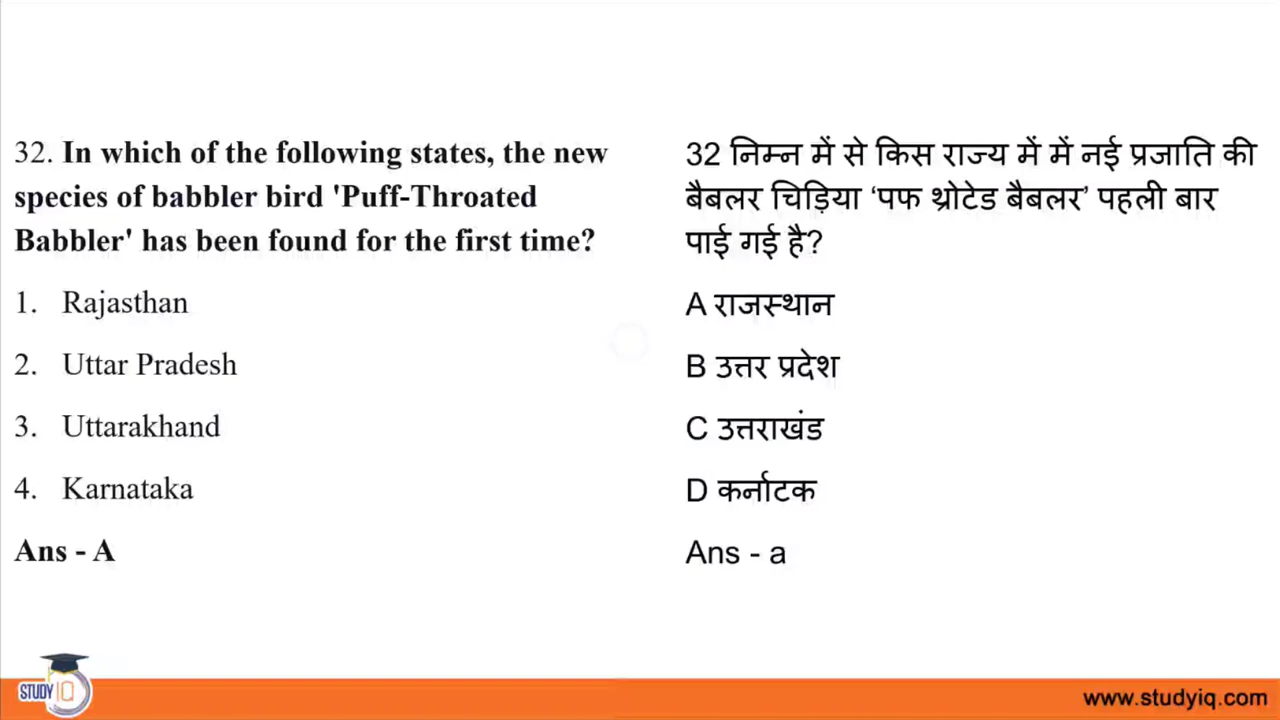 32. In which of the following states, the new
species of babbler bird 'Puff-Throated
Babbler' has been found for the first time?
1. Rajasthan
2. Uttar Pradesh
3. Uttarakhand
4. Karnataka
Ans - A
32 निम्न में से किस राज्य में में नई प्रजाति की
बैबलर चिड़िया ‘पफ थ्रोटेड बैबलर’ पहली बार
पाई गई है?
A राजस्थान
B उत्तर प्रदेश
C उत्तराखंड
D कर्नाटक
Ans - a
STUDY IQ
www.studyiq.com